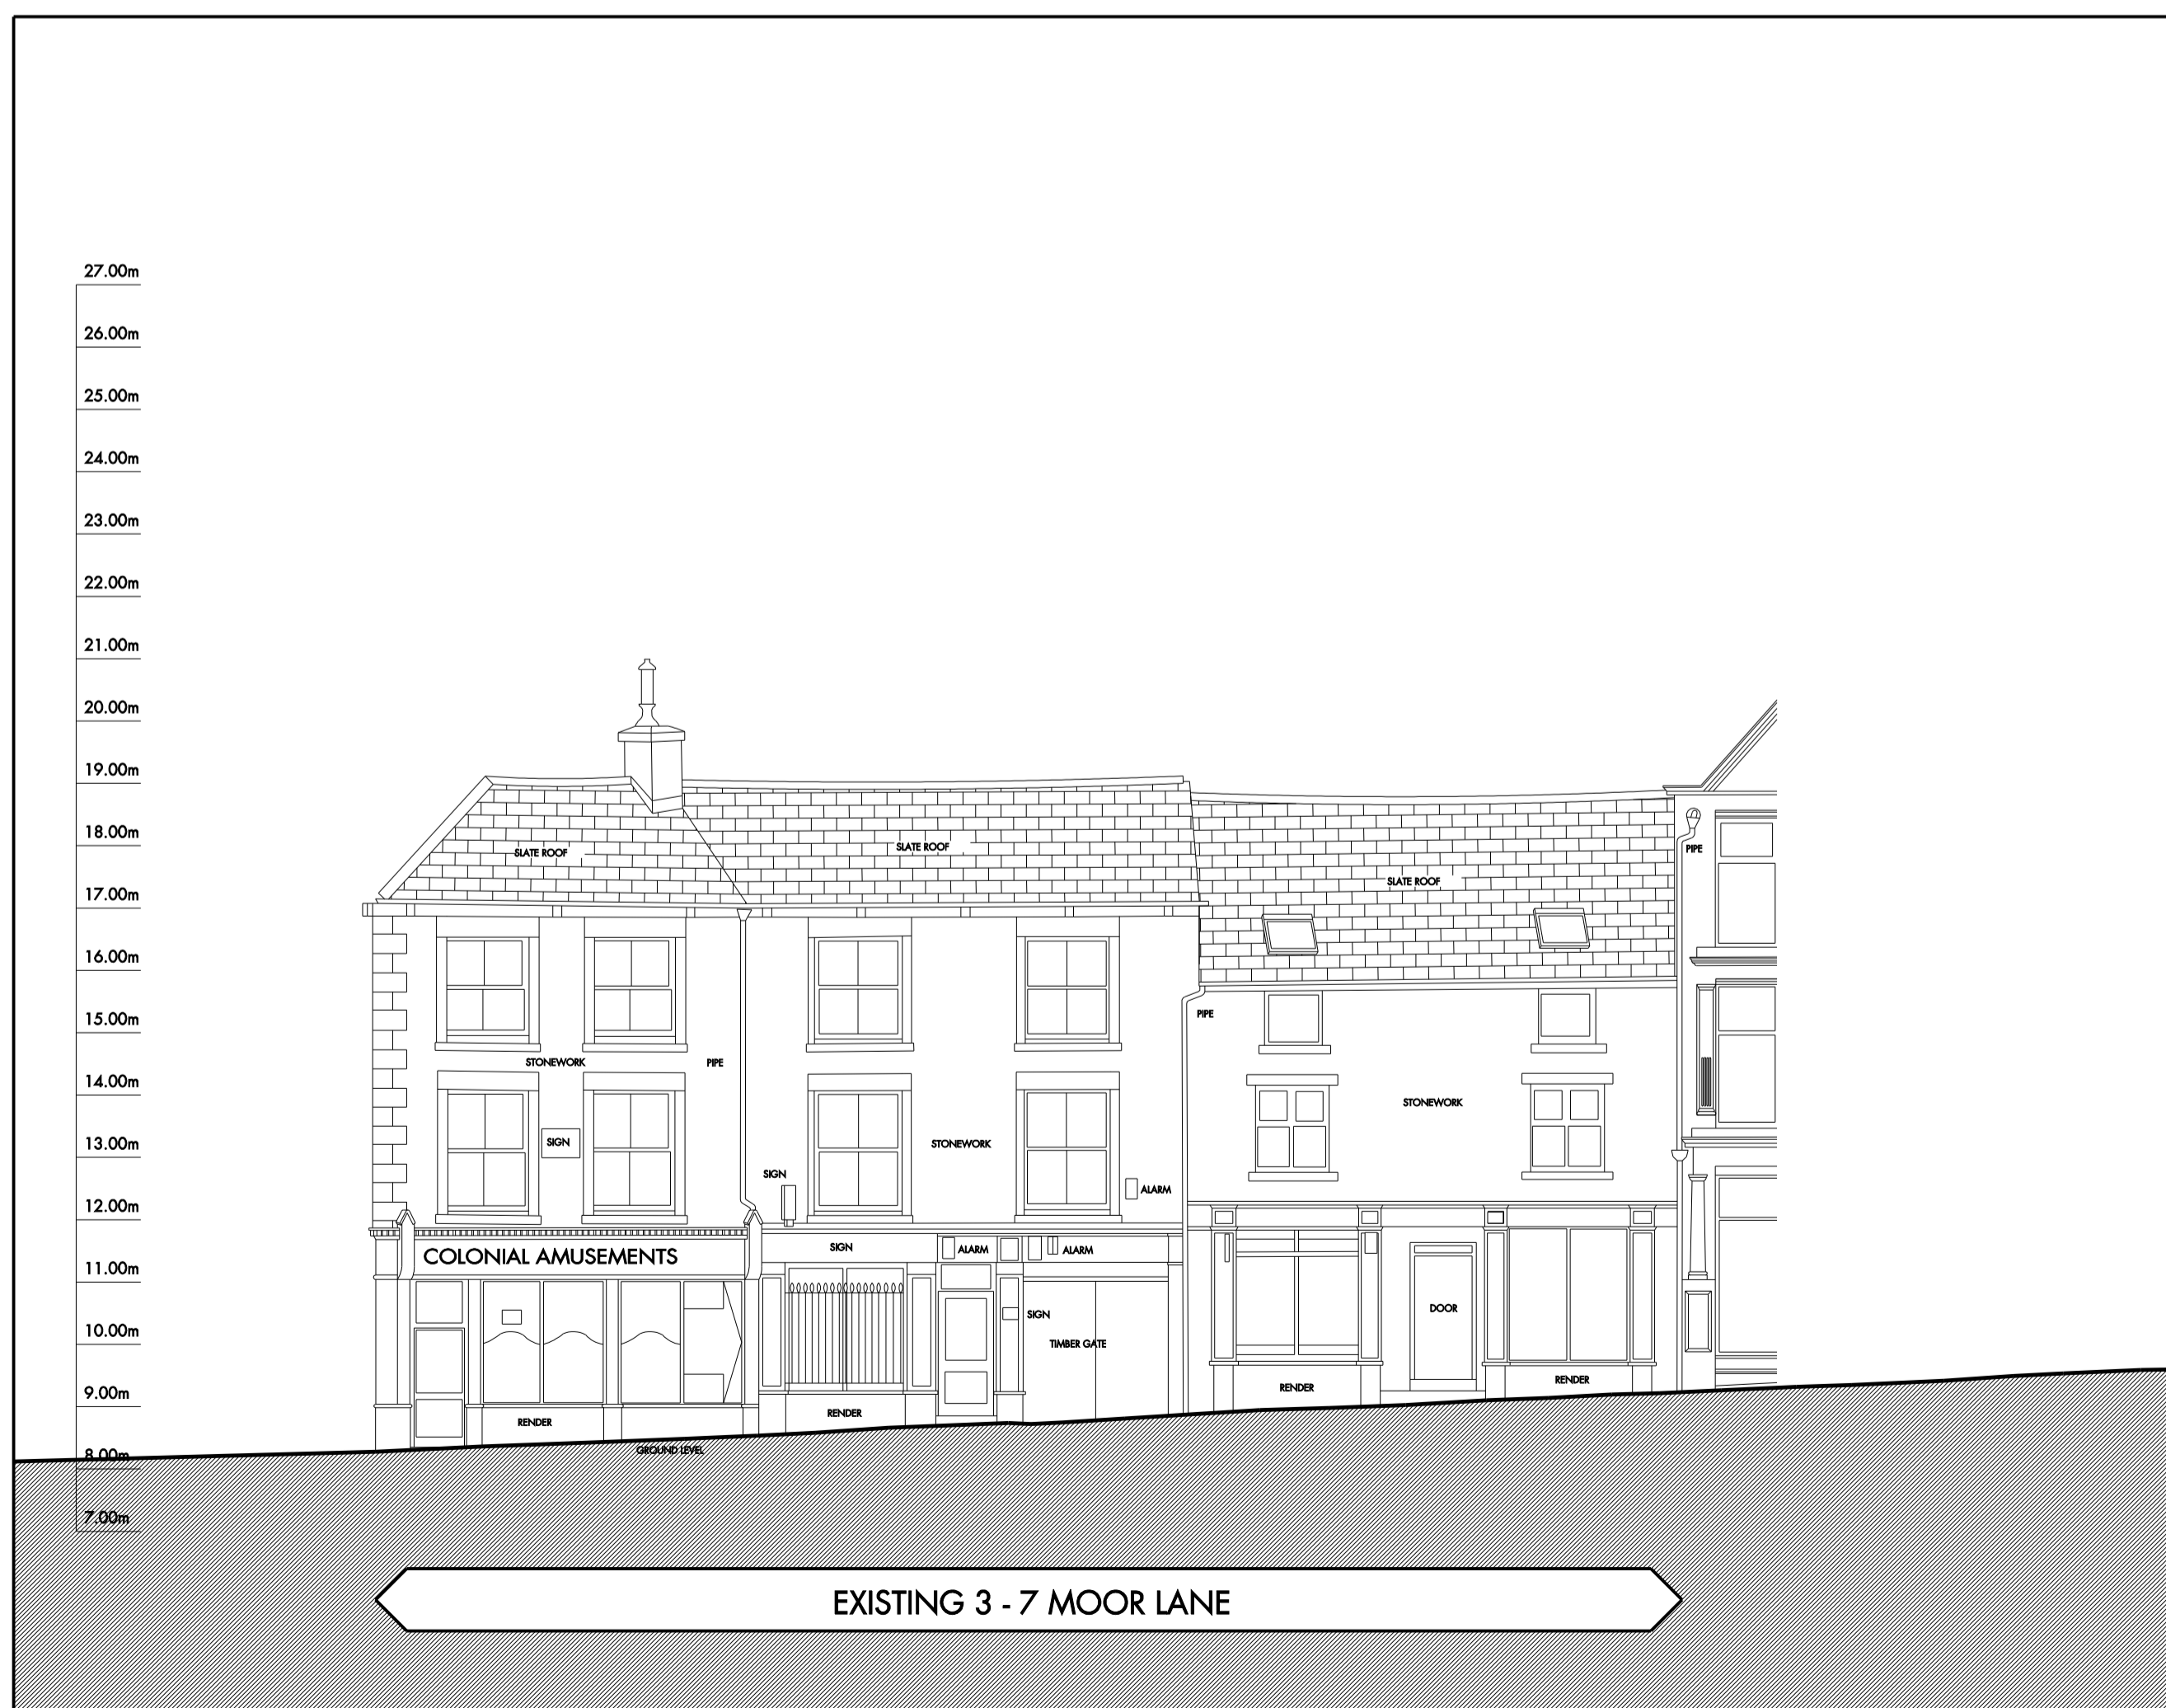 27.00m
26.00m
25.00m
24.00m
23.00m
22.00m
21.00m
20.00m
19.00m
18.00m
17.00m
16.00m
15.00m
14.00m
13.00m
12.00m
11.00m
10.00m
9.00m
8.00m
7.00m
SLATE ROOF
SLATE ROOF
SLATE ROOF
PIPE
PIPE
STONEWORK
PIPE
STONEWORK
SIGN
STONEWORK
SIGN
ALARM
COLONIAL AMUSEMENTS
SIGN
ALARM
ALARM
SIGN
DOOR
TIMBER GATE
RENDER
RENDER
RENDER
RENDER
GROUND LEVEL
EXISTING 3 - 7 MOOR LANE